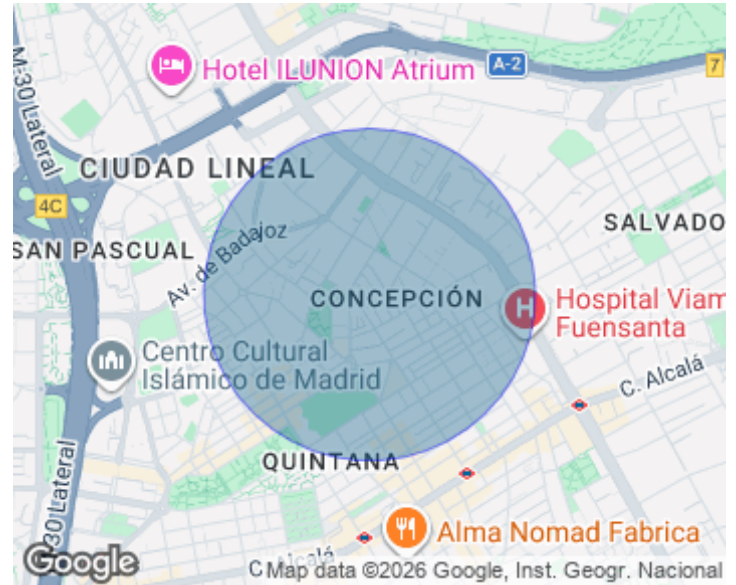 Hotel ILUNION Atrium
A-2
7
M-30 Lateral
CIUDAD LINEAL
4C
SALVADO
SAN PASCUAL
Av. de Badajoz
CONCEPCIÓN
H
Hospital Viam
Fuensanta
Centro Cultural
Islámico de Madrid
C. Alcalá
QUINTANA
M-30 Lateral
Alma Nomad Fabrica
Google
C. Alcalá
Map data ©2026 Google, Inst. Geogr. Nacional